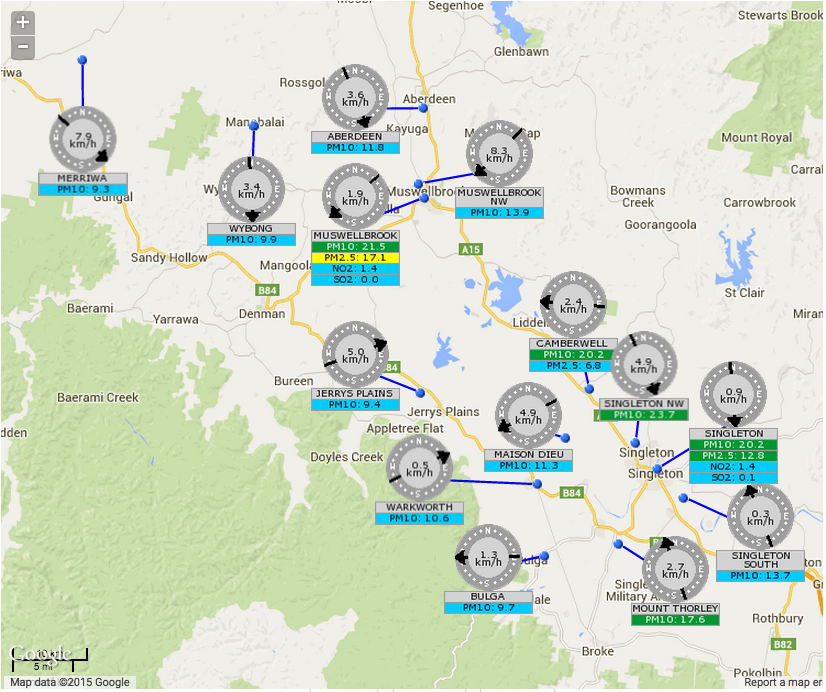 Segenhoe
Stewarts Brook
+
−
Glenbawn
riwa
Rossgol
3.6
km/h
Aberdeen
ABERDEEN
PM10: 11.8
Kayuga
7.9
km/h
MERRIWA
PM10: 9.3
Gungal
Manobalai
3.4
km/h
WYBONG
PM10: 9.9
8.3
km/h
MUSWELLBROOK
NW
PM10: 13.9
Mount Royal
1.9
km/h
Muswellbrook
MUSWELLBROOK
PM10: 21.5
PM2.5: 17.1
NO2: 1.4
SO2: 0.0
Bowmans
Creek
Carrowbrook
Goorangoola
A15
Sandy Hollow
Mangoola
B84
St Clair
Baerami
Yarrawa
Denman
2.4
km/h
CAMBERWELL
PM10: 20.2
PM2.5: 6.8
5.0
km/h
JERRYS PLAINS
PM10: 9.4
84
Bureen
4.9
km/h
SINGLETON NW
PM10: 23.7
0.9
km/h
SINGLETON
PM10: 20.2
PM2.5: 12.8
NO2: 1.4
SO2: 0.1
Baerami Creek
Jerrys Plains
Appletree Flat
4.9
km/h
MAISON DIEU
PM10: 11.3
Doyles Creek
Singleton
Singleton
0.5
km/h
WARKWORTH
PM10: 10.6
B84
0.3
km/h
SINGLETON
SOUTH
PM10: 13.7
1.3
km/h
BULGA
PM10: 9.7
2.7
km/h
MOUNT THORLEY
PM10: 17.6
Rothbury
Broke
B82
Pokolbin
Google
5 mi
Map data ©2015 Google
Report a map er